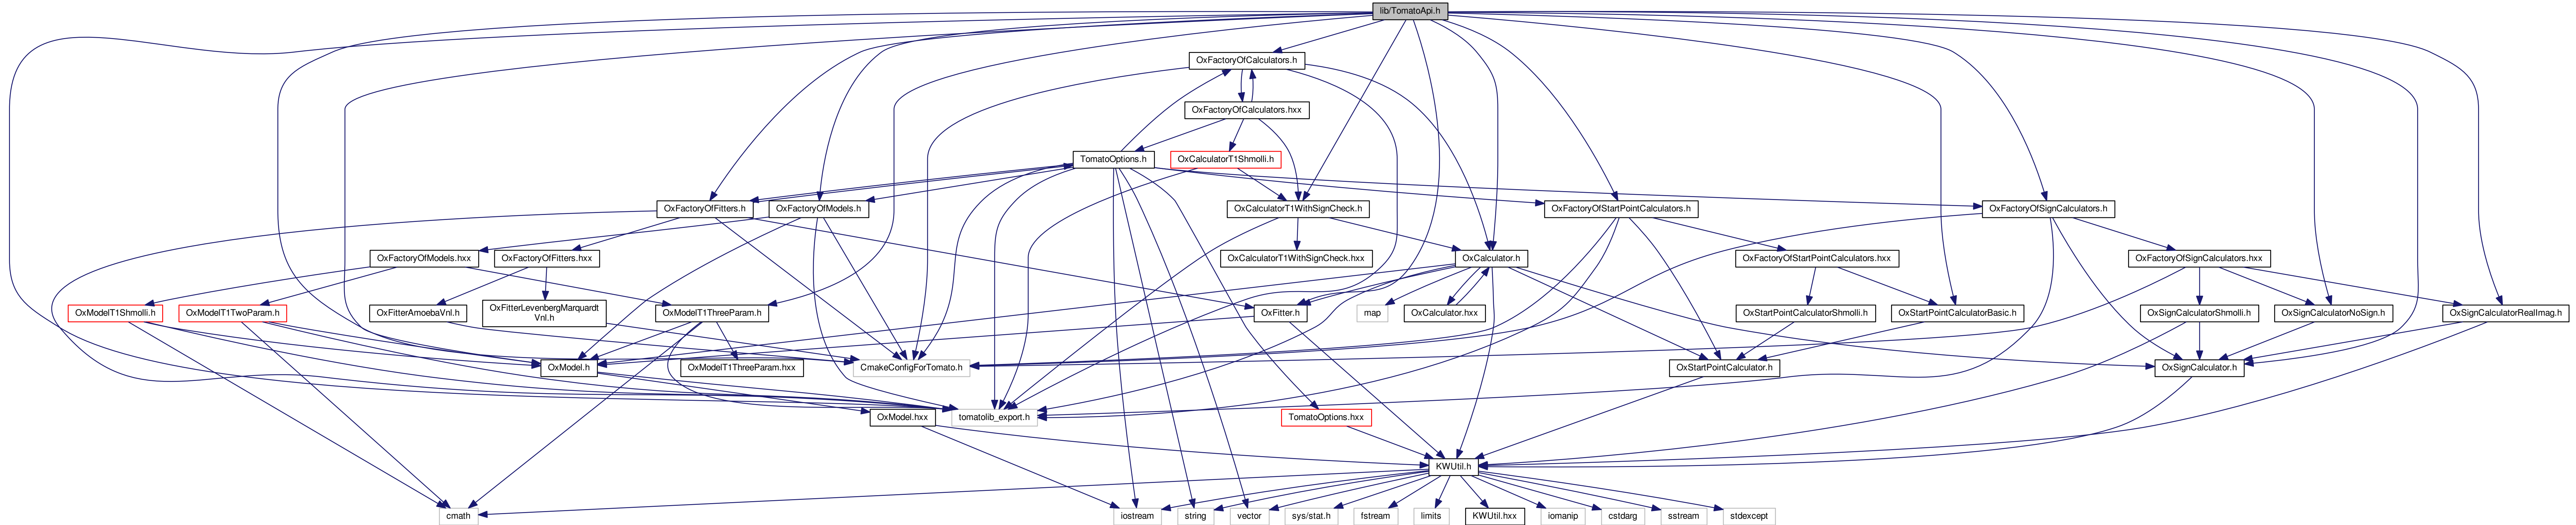 lib/TomatoApi.h
OxFactoryOfCalculators.h
OxFactoryOfCalculators.hxx
TomatoOptions.h
OxCalculatorT1Shmolli.h
OxFactoryOfFitters.h
OxFactoryOfModels.h
OxCalculatorT1WithSignCheck.h
OxFactoryOfStartPointCalculators.h
OxFactoryOfSignCalculators.h
OxFactoryOfModels.hxx
OxFactoryOfFitters.hxx
OxCalculatorT1WithSignCheck.hxx
OxCalculator.h
OxFactoryOfStartPointCalculators.hxx
OxFactoryOfSignCalculators.hxx
OxModelT1Shmolli.h
OxModelT1TwoParam.h
OxFitterAmoebaVnl.h
OxFitterLevenbergMarquardt
Vnl.h
OxModelT1ThreeParam.h
OxFitter.h
map
OxCalculator.hxx
OxStartPointCalculatorShmolli.h
OxStartPointCalculatorBasic.h
OxSignCalculatorShmolli.h
OxSignCalculatorNoSign.h
OxSignCalculatorRealImag.h
OxModel.h
OxModelT1ThreeParam.hxx
CmakeConfigForTomato.h
OxStartPointCalculator.h
OxSignCalculator.h
OxModel.hxx
tomatolib_export.h
TomatoOptions.hxx
KWUtil.h
cmath
iostream
string
vector
sys/stat.h
fstream
limits
KWUtil.hxx
iomanip
cstdarg
sstream
stdexcept